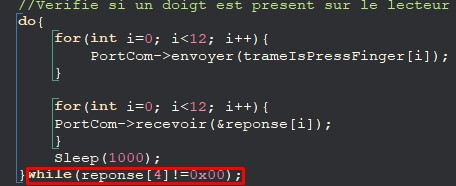 //Verifie si un doigt est present sur le lecteur
do{
for(int i=0; i<12; i++){
PortCom->envoyer(trameIsPressFinger[i]);
}
for(int i=0; i<12; i++){
PortCom->recevoir(&reponse[i]);
}
Sleep(1000);
}while(reponse[4]!=0x00);